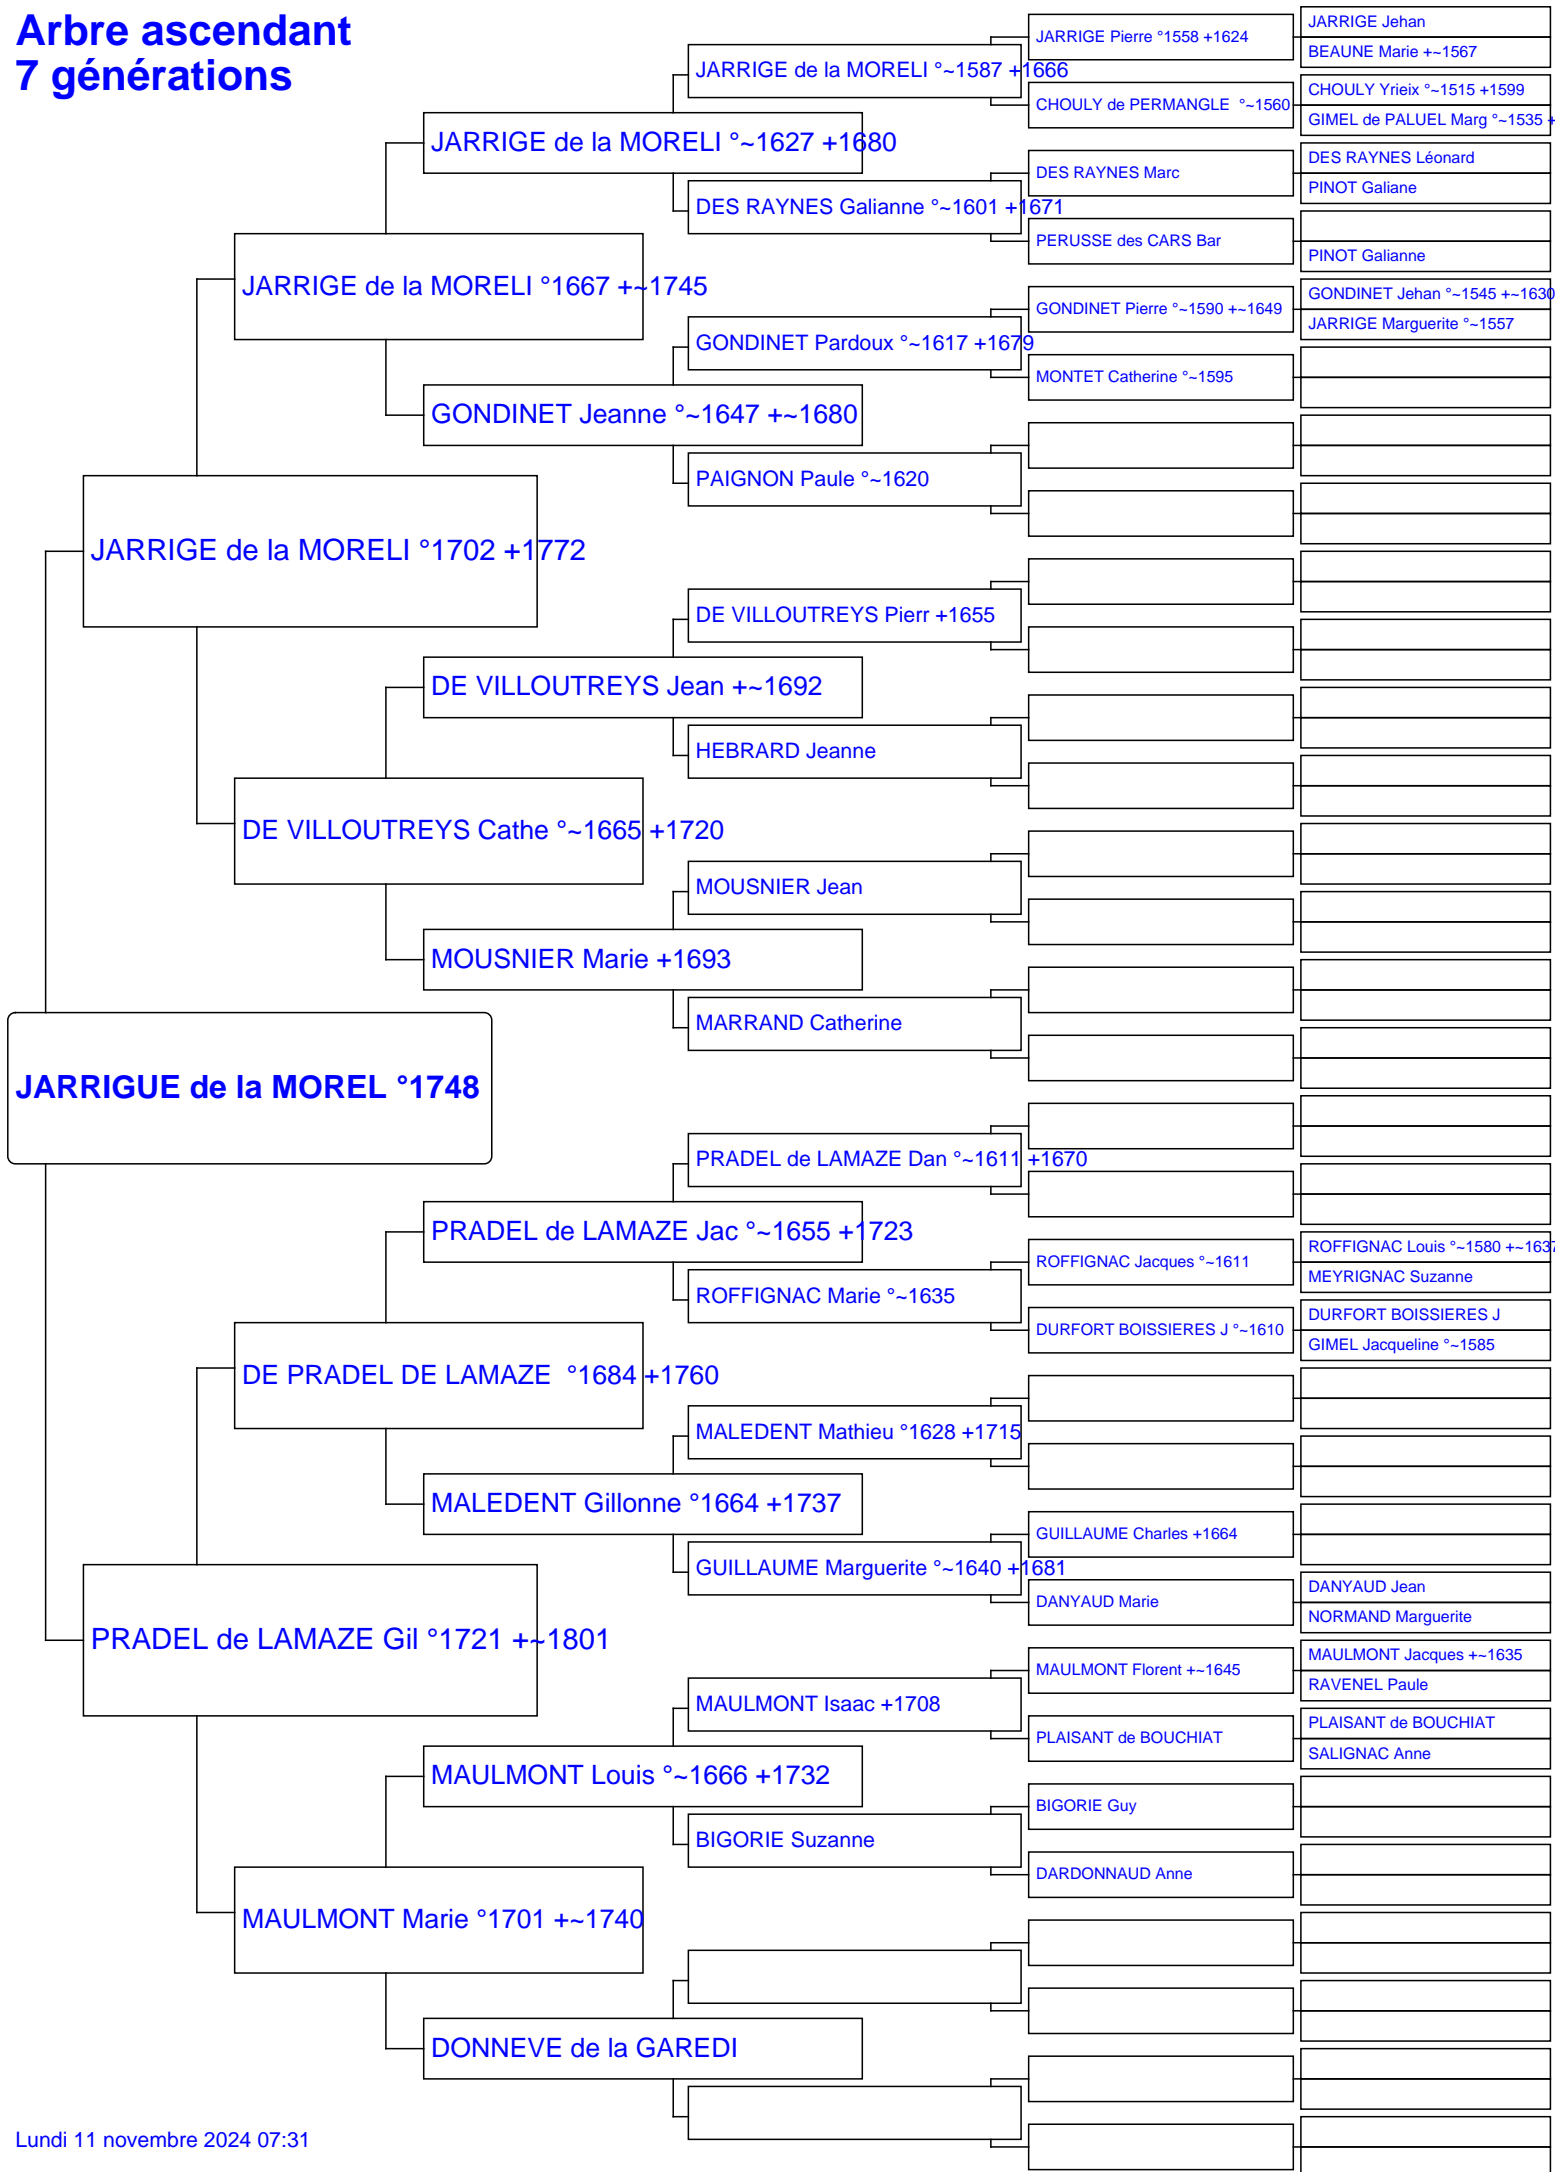 Arbre ascendant
7 générations
JARRIGUE de la MOREL °1748
JARRIGE de la MORELI °1702 +1772
PRADEL de LAMAZE Gil °1721 +~1801
JARRIGE de la MORELI °1667 +~1745
DE VILLOUTREYS Cathe °~1665 +1720
DE PRADEL DE LAMAZE  °1684 +1760
MAULMONT Marie °1701 +~1740
JARRIGE de la MORELI °~1627 +1680
GONDINET Jeanne °~1647 +~1680
DE VILLOUTREYS Jean +~1692
MOUSNIER Marie +1693
PRADEL de LAMAZE Jac °~1655 +1723
MALEDENT Gillonne °1664 +1737
MAULMONT Louis °~1666 +1732
DONNEVE de la GAREDI
JARRIGE de la MORELI °~1587 +1666
DES RAYNES Galianne °~1601 +1671
GONDINET Pardoux °~1617 +1679
PAIGNON Paule °~1620
DE VILLOUTREYS Pierr +1655
HEBRARD Jeanne
MOUSNIER Jean
MARRAND Catherine
PRADEL de LAMAZE Dan °~1611 +1670
ROFFIGNAC Marie °~1635
MALEDENT Mathieu °1628 +1715
GUILLAUME Marguerite °~1640 +1681
MAULMONT Isaac +1708
BIGORIE Suzanne
JARRIGE Pierre °1558 +1624
CHOULY de PERMANGLE  °~1560
DES RAYNES Marc
PERUSSE des CARS Bar
GONDINET Pierre °~1590 +~1649
MONTET Catherine °~1595
ROFFIGNAC Jacques °~1611
DURFORT BOISSIERES J °~1610
GUILLAUME Charles +1664
DANYAUD Marie
MAULMONT Florent +~1645
PLAISANT de BOUCHIAT
BIGORIE Guy
DARDONNAUD Anne
JARRIGE Jehan
BEAUNE Marie +~1567
CHOULY Yrieix °~1515 +1599
GIMEL de PALUEL Marg °~1535 +
DES RAYNES Léonard
PINOT Galiane
PINOT Galianne
GONDINET Jehan °~1545 +~1630
JARRIGE Marguerite °~1557
ROFFIGNAC Louis °~1580 +~1637
MEYRIGNAC Suzanne
DURFORT BOISSIERES J
GIMEL Jacqueline °~1585
DANYAUD Jean
NORMAND Marguerite
MAULMONT Jacques +~1635
RAVENEL Paule
PLAISANT de BOUCHIAT
SALIGNAC Anne
Lundi 11 novembre 2024 07:31